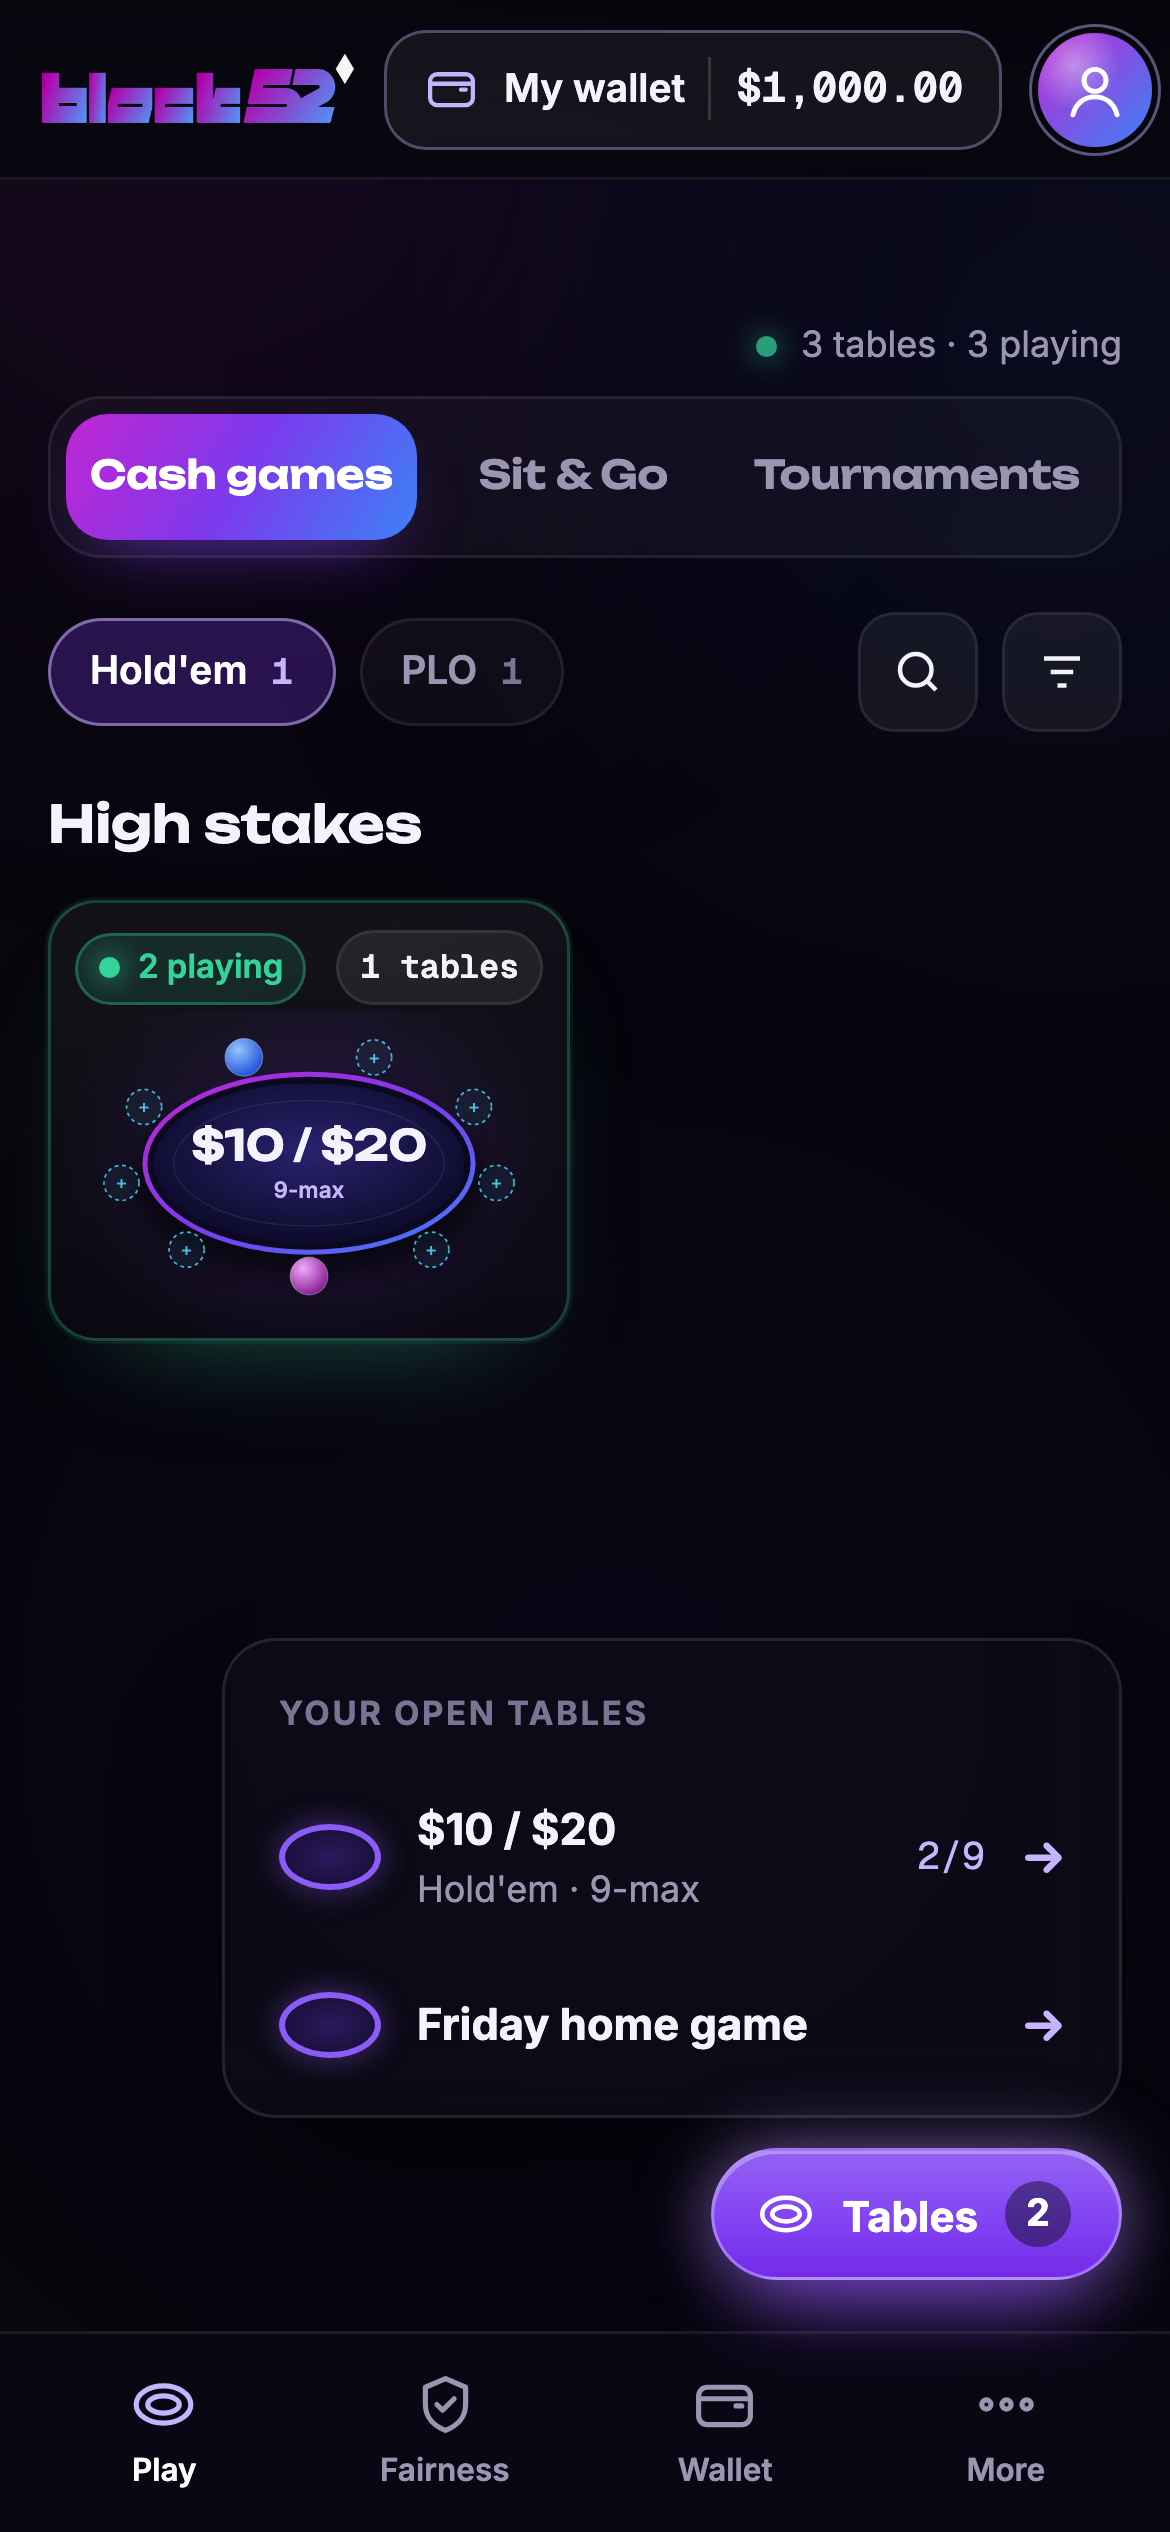 block52
My wallet $1,000.00
3 tables · 3 playing
Cash games Sit & Go Tournaments
Hold'em 1 PLO 1
High stakes
2 playing 1 tables
$10 / $20
9-max
YOUR OPEN TABLES
$10 / $20
2/9
Hold'em · 9-max
Friday home game
Tables 2
Play Fairness Wallet More